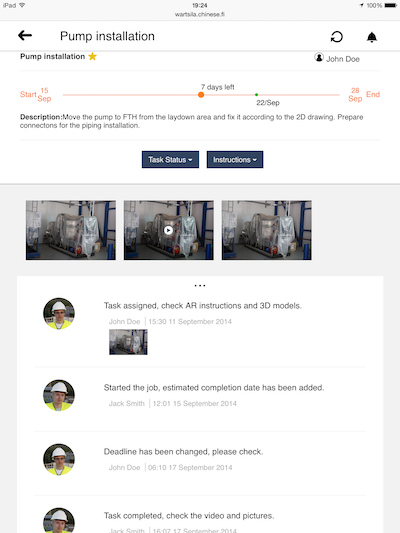 iPad 19:24 100%
wartsila.chinese.fi
Pump installation
Pump installation John Doe
7 days left
Start 15 Sep 28 Sep End
22/Sep
Description:Move the pump to FTH from the laydown area and fix it according to the 2D drawing. Prepare
connectons for the piping installation.
Task Status Instructions
Task assigned, check AR instructions and 3D models.
John Doe 15:30 11 September 2014
Started the job, estimated completion date has been added.
Jack Smith 12:01 15 September 2014
Deadline has been changed, please check.
John Doe 06:10 17 September 2014
Task completed, check the video and pictures.
Jack Smith 16:07 17 September 2014